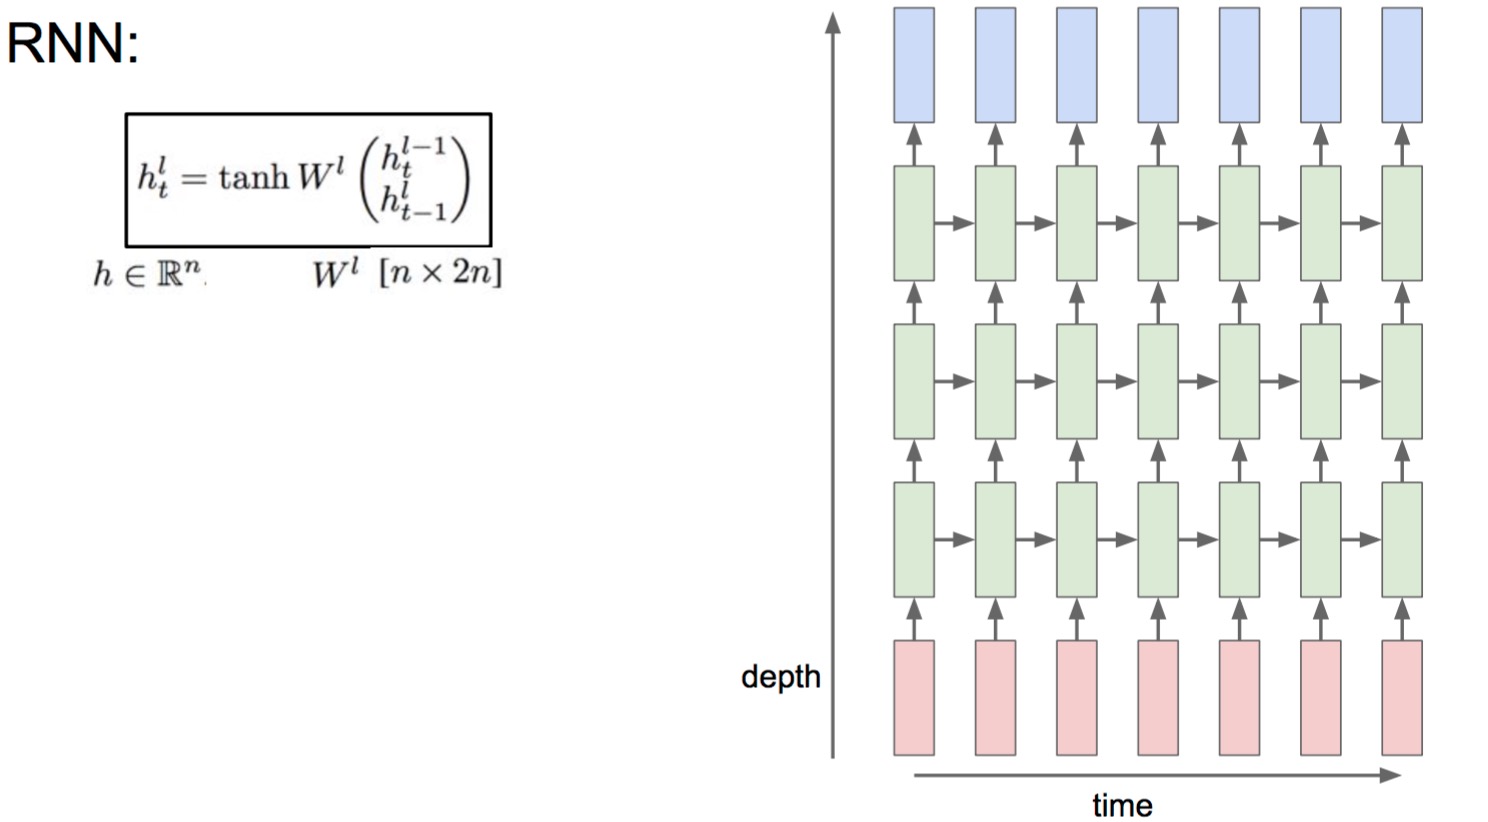 RNN:
$h_t^l = \tanh W^l \begin{pmatrix} h_t^{l-1} \\ h_{t-1}^l \end{pmatrix}$
$h \in \mathbb{R}^n$. $W^l$ $[n \times 2n]$
depth
time